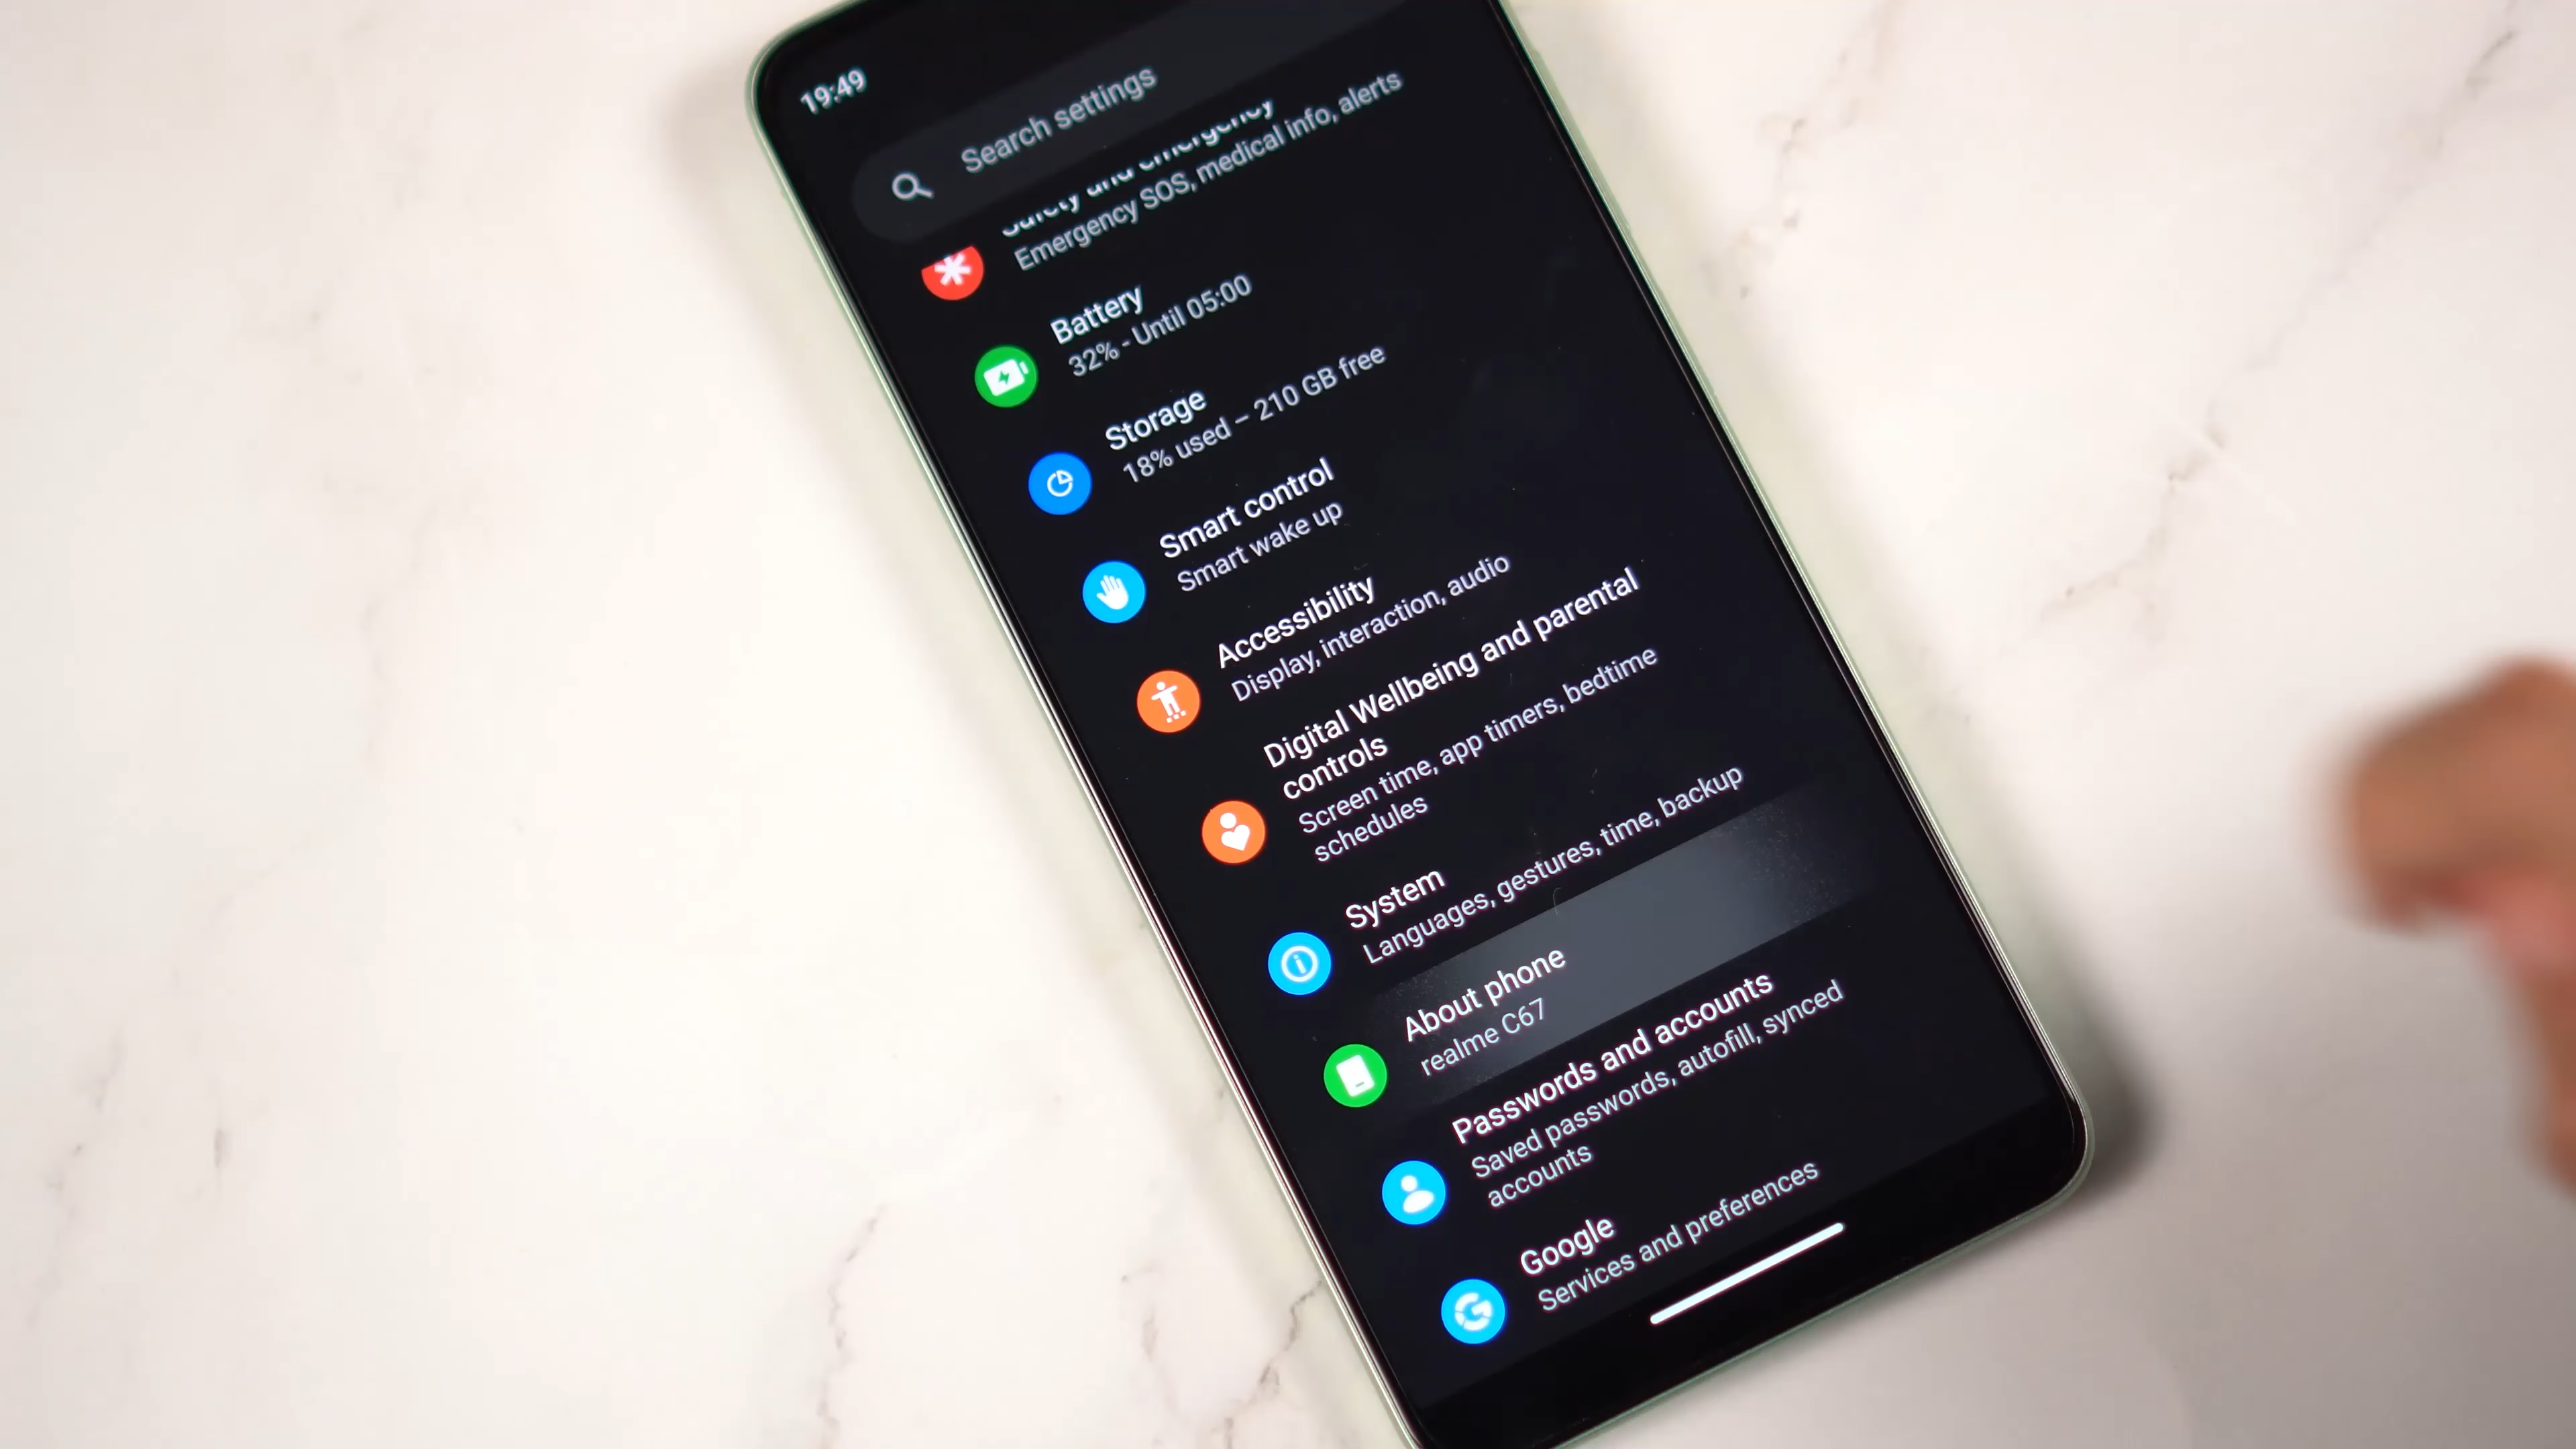 19:49
Search settings
Safety and emergency
Emergency SOS, medical info, alerts
Battery
32% - Until 05:00
Storage
18% used – 210 GB free
Smart control
Smart wake up
Accessibility
Display, interaction, audio
Digital Wellbeing and parental
controls
Screen time, app timers, bedtime
schedules
System
Languages, gestures, time, backup
About phone
realme C67
Passwords and accounts
Saved passwords, autofill, synced
accounts
Google
Services and preferences